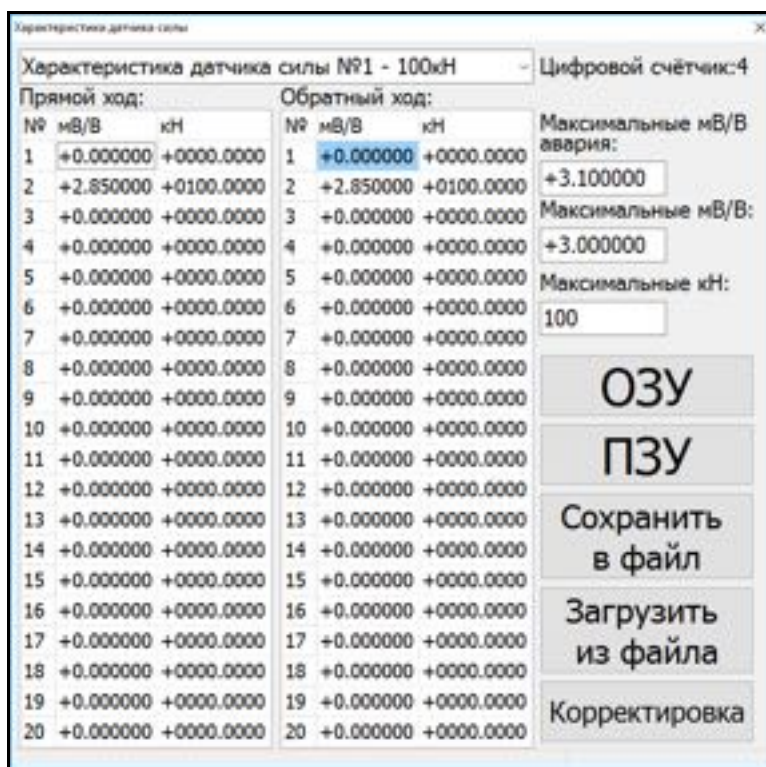 Характеристики датчика силы
Характеристика датчика силы №1 - 100кН
Цифровой счётчик:4
Прямой ход:
Обратный ход:
№ мВ/В кН
№ мВ/В кН
1 +0.000000 +0000.0000 1 +0.000000 +0000.0000
2 +2.850000 +0100.0000 2 +2.850000 +0100.0000
3 +0.000000 +0000.0000 3 +0.000000 +0000.0000
4 +0.000000 +0000.0000 4 +0.000000 +0000.0000
5 +0.000000 +0000.0000 5 +0.000000 +0000.0000
6 +0.000000 +0000.0000 6 +0.000000 +0000.0000
7 +0.000000 +0000.0000 7 +0.000000 +0000.0000
8 +0.000000 +0000.0000 8 +0.000000 +0000.0000
9 +0.000000 +0000.0000 9 +0.000000 +0000.0000
10 +0.000000 +0000.0000 10 +0.000000 +0000.0000
11 +0.000000 +0000.0000 11 +0.000000 +0000.0000
12 +0.000000 +0000.0000 12 +0.000000 +0000.0000
13 +0.000000 +0000.0000 13 +0.000000 +0000.0000
14 +0.000000 +0000.0000 14 +0.000000 +0000.0000
15 +0.000000 +0000.0000 15 +0.000000 +0000.0000
16 +0.000000 +0000.0000 16 +0.000000 +0000.0000
17 +0.000000 +0000.0000 17 +0.000000 +0000.0000
18 +0.000000 +0000.0000 18 +0.000000 +0000.0000
19 +0.000000 +0000.0000 19 +0.000000 +0000.0000
20 +0.000000 +0000.0000 20 +0.000000 +0000.0000
Максимальные мВ/В
авария:
+3.100000
Максимальные мВ/В:
+3.000000
Максимальные кН:
100
ОЗУ
ПЗУ
Сохранить
в файл
Загрузить
из файла
Корректировка